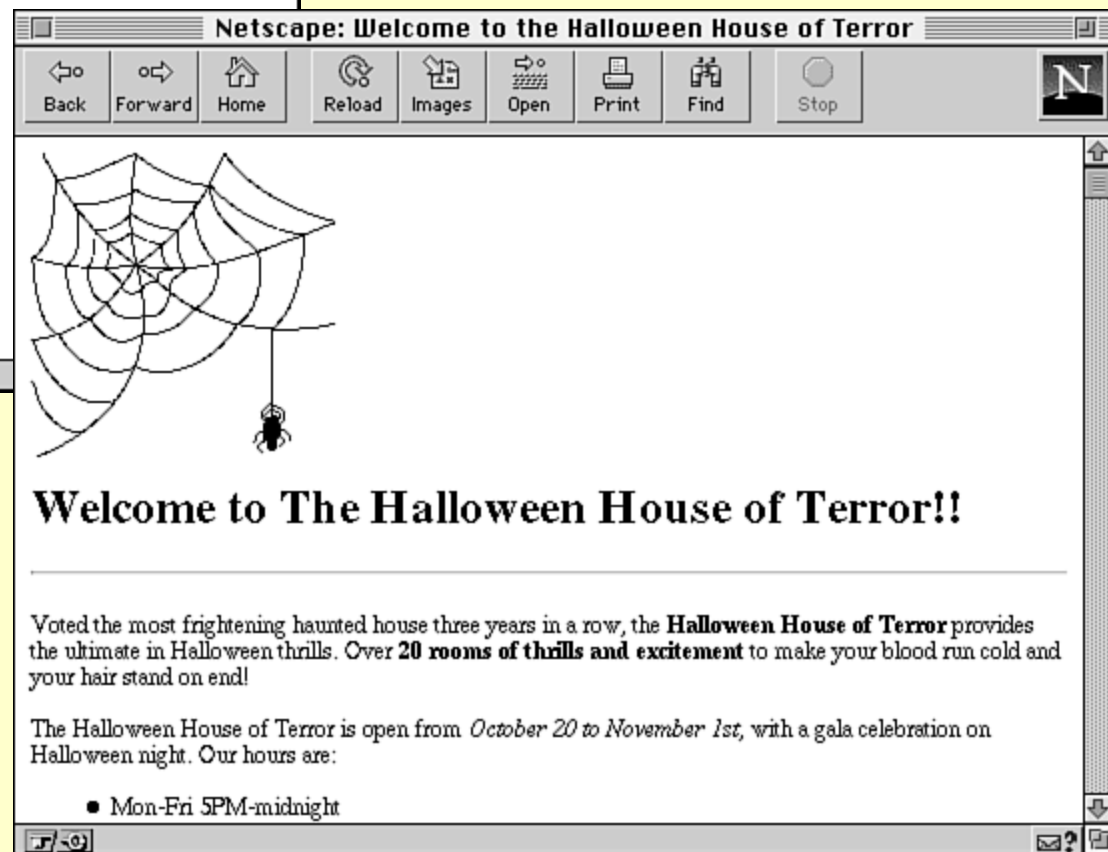 Netscape: Welcome to the Halloween House of Terror
Back Forward Home Reload Images Open Print Find Stop
N
Welcome to The Halloween House of Terror!!
Voted the most frightening haunted house three years in a row, the Halloween House of Terror provides
the ultimate in Halloween thrills. Over 20 rooms of thrills and excitement to make your blood run cold and
your hair stand on end!
The Halloween House of Terror is open from October 20 to November 1st, with a gala celebration on
Halloween night. Our hours are:
● Mon-Fri 5PM-midnight
?